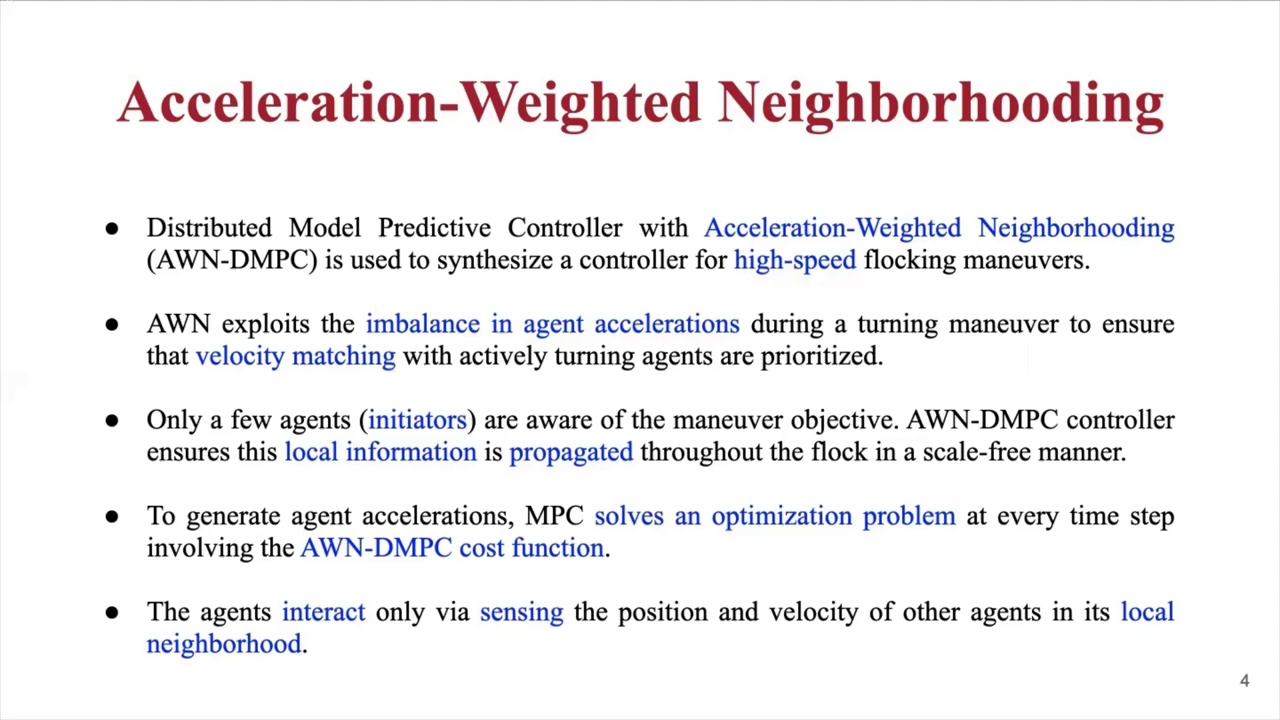 Acceleration-Weighted Neighborhooding
● Distributed Model Predictive Controller with Acceleration-Weighted Neighborhooding
(AWN-DMPC) is used to synthesize a controller for high-speed flocking maneuvers.
● AWN exploits the imbalance in agent accelerations during a turning maneuver to ensure
that velocity matching with actively turning agents are prioritized.
● Only a few agents (initiators) are aware of the maneuver objective. AWN-DMPC controller
ensures this local information is propagated throughout the flock in a scale-free manner.
● To generate agent accelerations, MPC solves an optimization problem at every time step
involving the AWN-DMPC cost function.
● The agents interact only via sensing the position and velocity of other agents in its local
neighborhood.
4